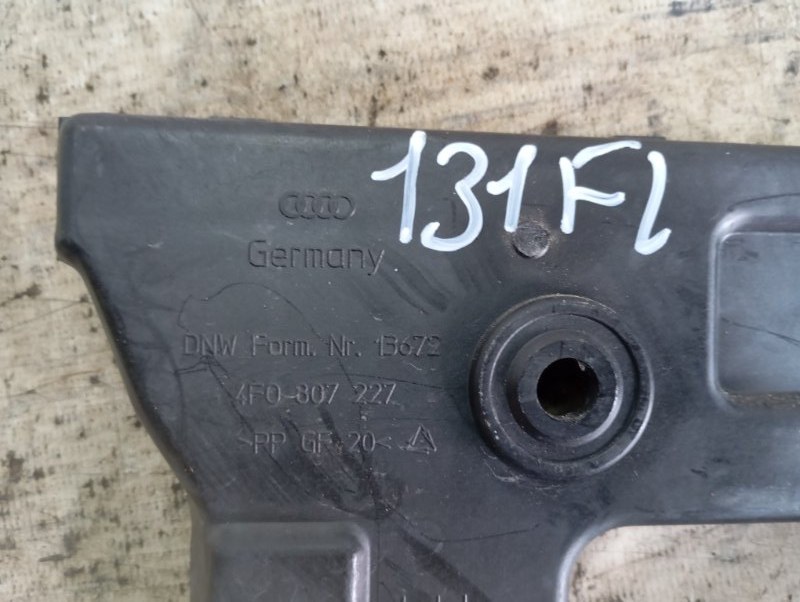 131FL
Germany
DNW Form. Nr. 13672
4F0-807 227
>PP GF 20<